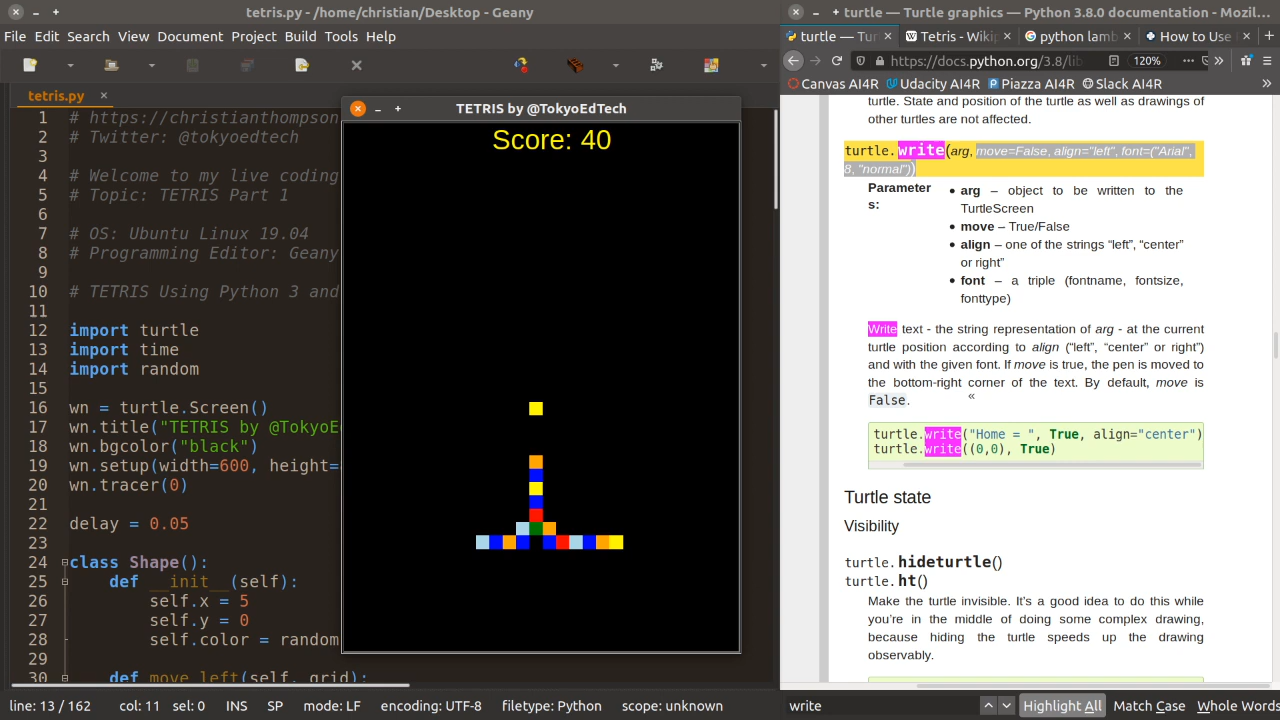 tetris.py - /home/christian/Desktop - Geany
File Edit Search View Document Project Build Tools Help
tetris.py
1 # https://christianthompson
2 # Twitter: @tokyoedtech
3
4 # Welcome to my live coding
5 # Topic: TETRIS Part 1
6
7 # OS: Ubuntu Linux 19.04
8 # Programming Editor: Geany
9
10 # TETRIS Using Python 3 and
11
12 import turtle
13 import time
14 import random
15
16 wn = turtle.Screen()
17 wn.title("TETRIS by @TokyoE
18 wn.bgcolor("black")
19 wn.setup(width=600, height=
20 wn.tracer(0)
21
22 delay = 0.05
23
24 class Shape():
25 def __init__(self):
26 self.x = 5
27 self.y = 0
28 self.color = random
29
30 def move_left(self, grid):
line: 13 / 162 col: 11 sel: 0 INS SP mode: LF encoding: UTF-8 filetype: Python scope: unknown
TETRIS by @TokyoEdTech
Score: 40
turtle — Turtle graphics — Python 3.8.0 documentation - Mozil...
turtle — Tur Tetris - Wikip python lamb How to Use
https://docs.python.org/3.8/lib 120%
Canvas AI4R Udacity AI4R Piazza AI4R Slack AI4R
turtle. State and position of the turtle as well as drawings of
other turtles are not affected.
turtle.write(arg, move=False, align="left", font=("Arial",
8, "normal"))
Parameter
s:
• arg – object to be written to the
TurtleScreen
• move – True/False
• align – one of the strings “left”, “center”
or right”
• font – a triple (fontname, fontsize,
fonttype)
Write text - the string representation of arg - at the current
turtle position according to align (“left”, “center” or right”)
and with the given font. If move is true, the pen is moved to
the bottom-right corner of the text. By default, move is
False.
«
turtle.write("Home = ", True, align="center")
turtle.write((0,0), True)
Turtle state
Visibility
turtle.hideturtle()
turtle.ht()
Make the turtle invisible. It’s a good idea to do this while
you’re in the middle of doing some complex drawing,
because hiding the turtle speeds up the drawing
observably.
write Highlight All Match Case Whole Words